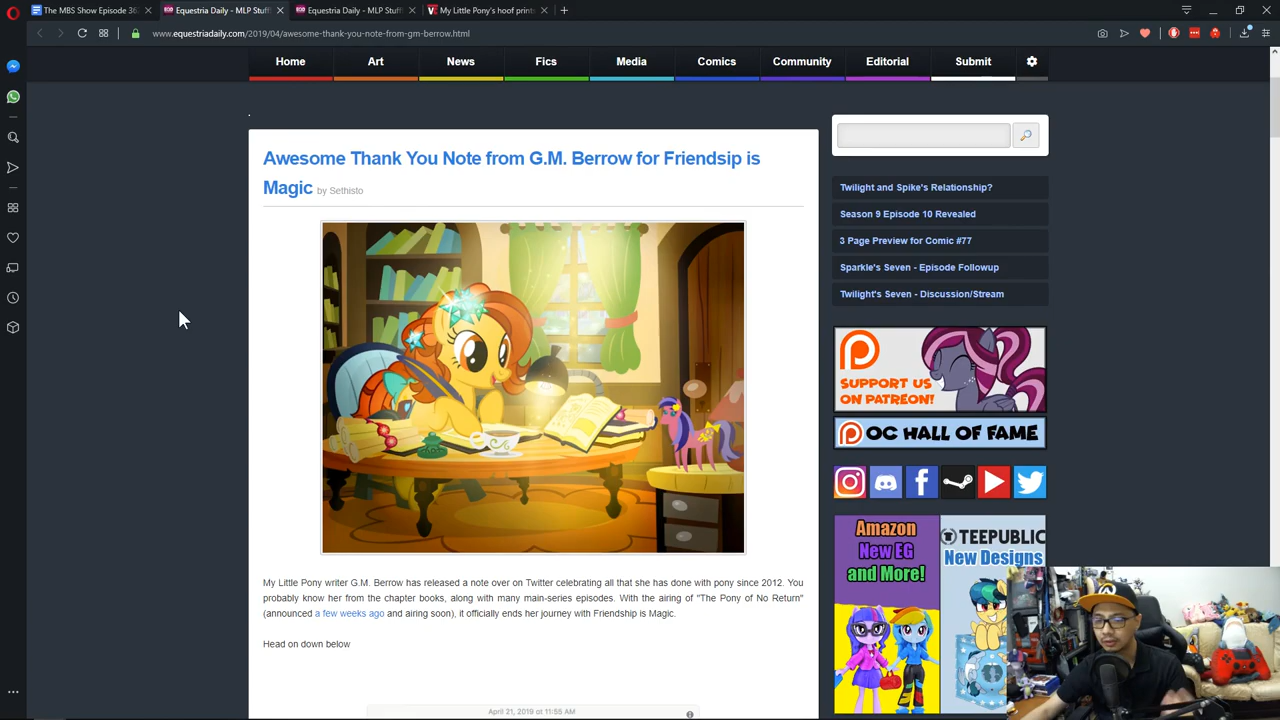 The MBS Show Episode 36
Equestria Daily - MLP Stuff
Equestria Daily - MLP Stuff
My Little Pony's hoof prints
www.equestriadaily.com/2019/04/awesome-thank-you-note-from-gm-berrow.html
Home Art News Fics Media Comics Community Editorial Submit
Awesome Thank You Note from G.M. Berrow for Friendsip is
Magic by Sethisto
My Little Pony writer G.M. Berrow has released a note over on Twitter celebrating all that she has done with pony since 2012. You
probably know her from the chapter books, along with many main-series episodes. With the airing of "The Pony of No Return"
(announced a few weeks ago and airing soon), it officially ends her journey with Friendship is Magic.
Head on down below
April 21, 2019 at 11:55 AM
Twilight and Spike's Relationship?
Season 9 Episode 10 Revealed
3 Page Preview for Comic #77
Sparkle's Seven - Episode Followup
Twilight's Seven - Discussion/Stream
SUPPORT US
ON PATREON!
OC HALL OF FAME
Amazon
New EG
and More!
TEEPUBLIC
New Designs